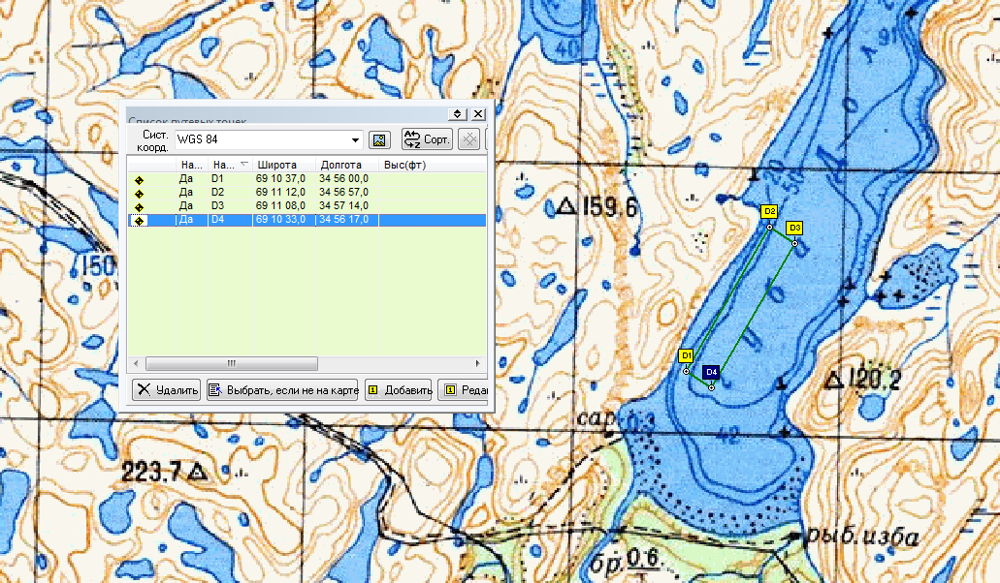 40
91
20
50
Список путевых точек
Сист. коорд. WGS 84 Сорт.
На... На... Широта Долгота Выс(фт)
Да D1 69 10 37,0 34 56 00,0
Да D2 69 11 12,0 34 56 57,0
Да D3 69 11 08,0 34 57 14,0
Да D4 69 10 33,0 34 56 17,0
Удалить Выбрать, если не на карте Добавить Реда
159.6
D2
D3
150
D1
D4
120.2
сар. 0.3
42
223.7
рыб.изба
бр. 0.6